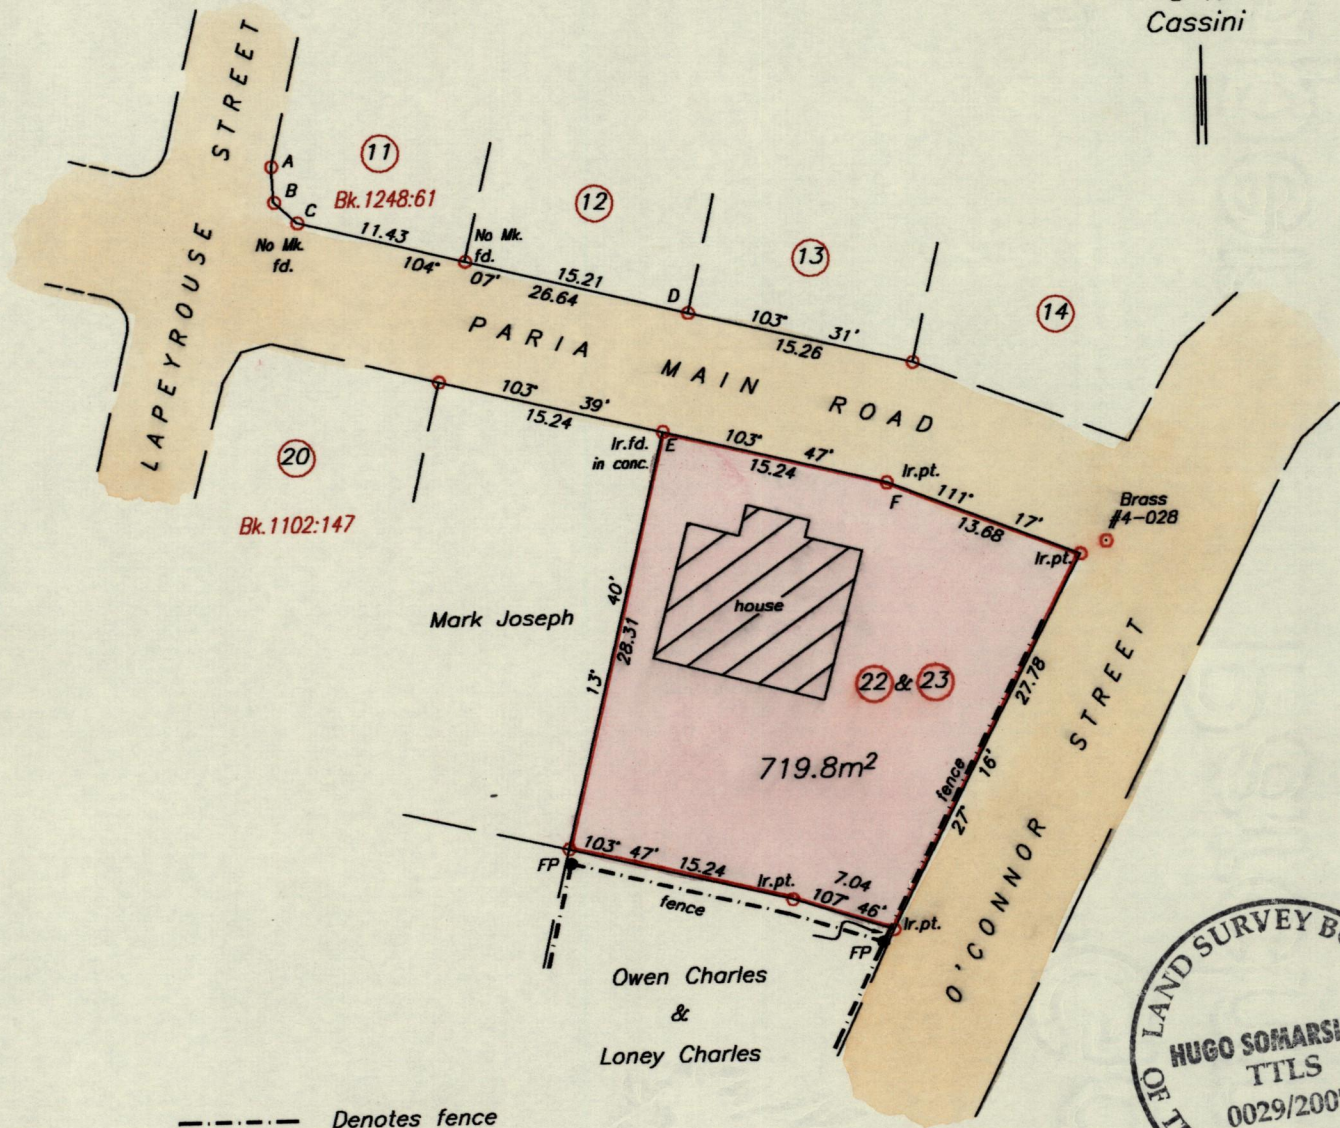 Cassini
LAPEYROUSE STREET
A
B
C
11
Bk.1248:61
12
13
14
No Mk.
fd.
11.43
No Mk.
fd.
104° 07'
26.64
15.21
D
103° 31'
15.26
PARIA MAIN ROAD
103° 39'
15.24
20
Bk.1102:147
Ir.fd.
in conc.
E
103° 47'
15.24
Ir.pt.
F
111° 17'
13.68
Brass
#4-028
Ir.pt.
house
Mark Joseph
13° 40'
28.31
22 & 23
719.8m²
27.78
27° 16'
fence
O'CONNOR STREET
FP
103° 47'
15.24
Ir.pt.
7.04
107° 46'
Ir.pt.
fence
FP
Owen Charles
&
Loney Charles
Denotes fence
LAND SURVEY
HUGO
TTLS